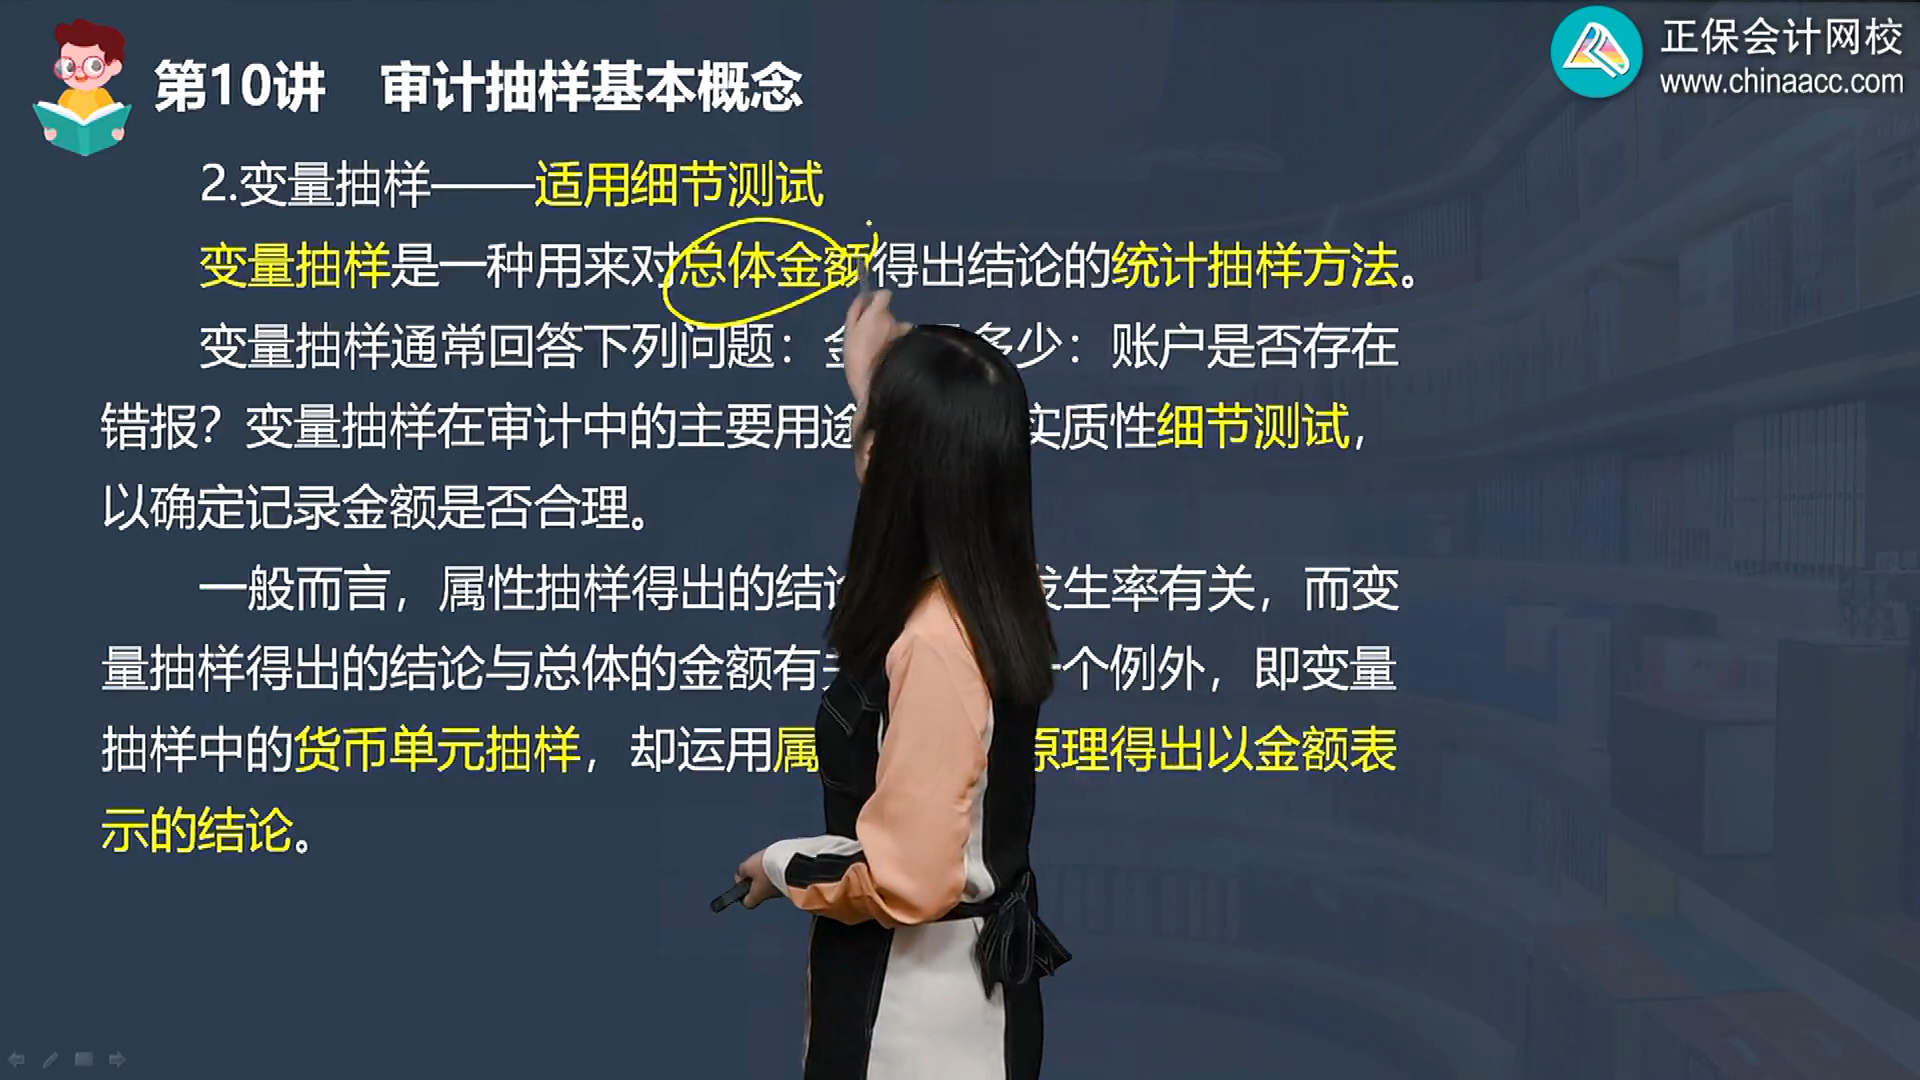 第10讲 审计抽样基本概念
正保会计网校
www.chinaacc.com
2.变量抽样——适用细节测试
变量抽样是一种用来对总体金额得出结论的统计抽样方法。
变量抽样通常回答下列问题：金 多少：账户是否存在
错报？变量抽样在审计中的主要用途 实质性细节测试，
以确定记录金额是否合理。
一般而言，属性抽样得出的结论 发生率有关，而变
量抽样得出的结论与总体的金额有关 一个例外，即变量
抽样中的货币单元抽样，却运用属 原理得出以金额表
示的结论。